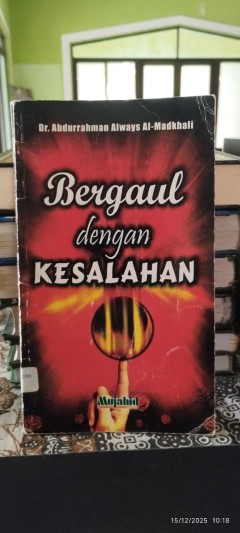 Dr. Abdurrahman Always Al-Madkhali
Bergaul
dengan
KESALAHAN
Mujahid
15/12/2025 10:18